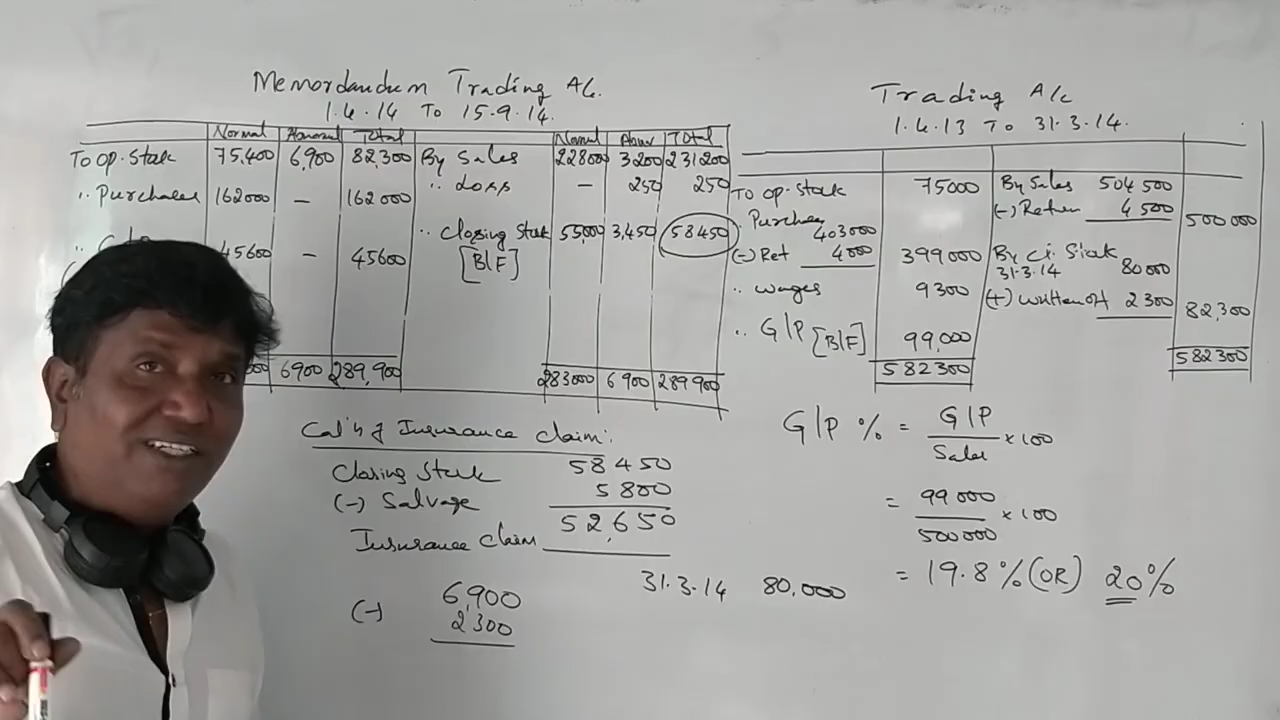 Memordandum Trading A/c.
1.4.14 To 15.9.14.
Normal Abnormal Total Normal Abnor Total
To Op. Stock 75,400 6,900 82,300 By Sales 228000 3200 231200
" Loss - 250 250
" Purchases 162000 - 162000
" Closing Stock 55,000 3,450 58450
[B/F]
45600 - 45600
6900 289,900 283000 6900 289900
Trading A/c
1.4.13 To 31.3.14.
To Op. Stock 75000 By Sales 504500
(-) Return 4500 500000
" Purchas 403000
(-) Ret 4000 399000 By Cl. Stock
31.3.14 80000
" Wages 9300 (+) Written off 2300 82,300
" G/P [B/F] 99,000
582300 582300
Cal'n of Insurance Claim:
Closing Stock 58450
(-) Salvage 5800
52,650
Insurance Claim
6,900
(-) 2300
31.3.14 80,000
G/P % = G/P / Sales × 100
= 99000 / 500000 × 100
= 19.8% (OR) 20%